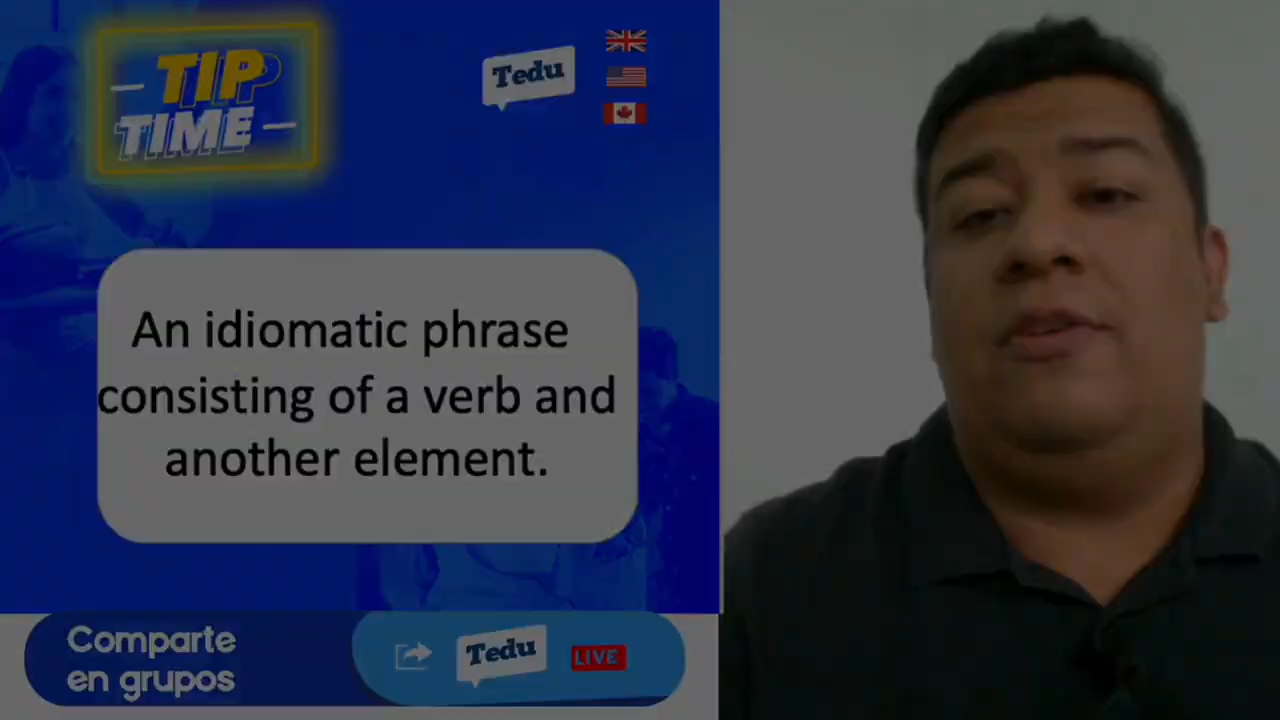 TIP
TIME
Tedu
An idiomatic phrase
consisting of a verb and
another element.
Comparte
en grupos
Tedu
LIVE